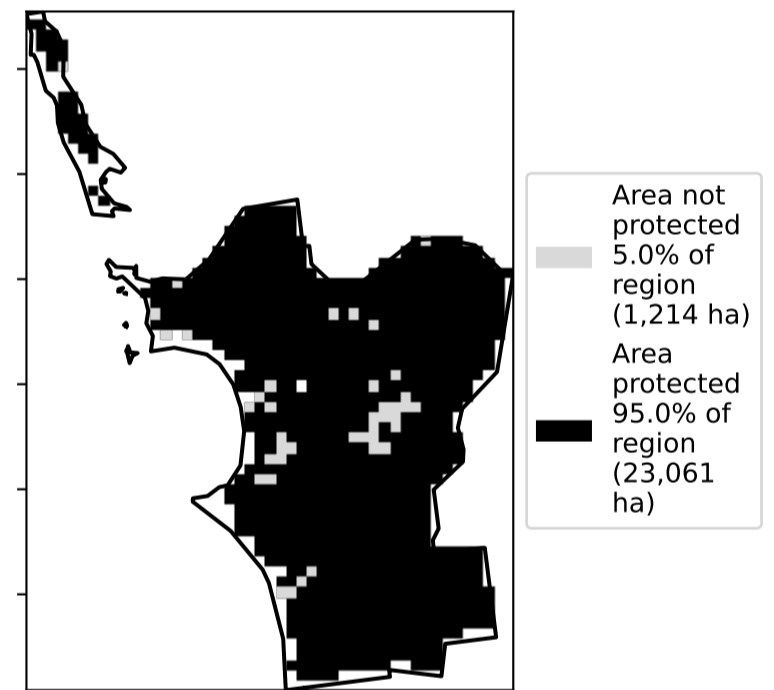 Area not
protected
5.0% of
region
(1,214 ha)
Area
protected
95.0% of
region
(23,061
ha)